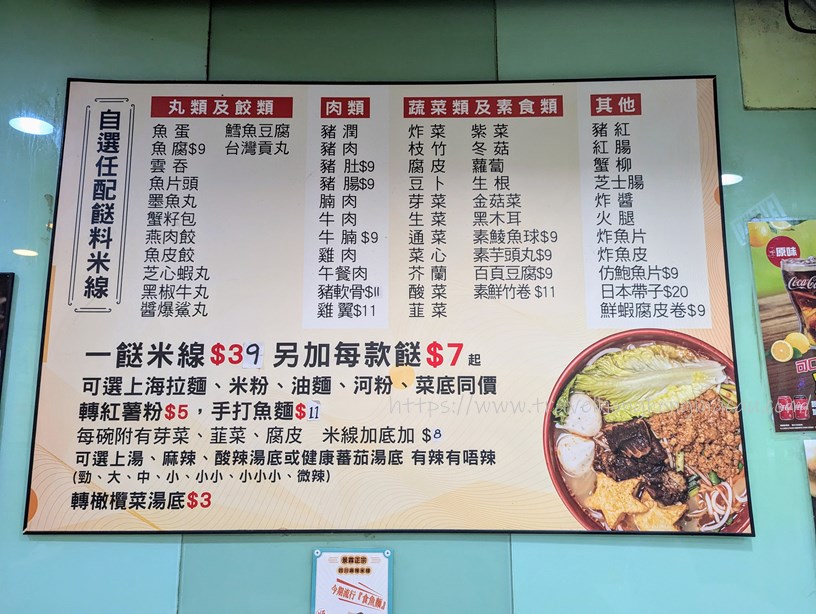 自選任配餸料米線
丸類及餃類
魚蛋
魚腐$9
雲吞
魚片頭
墨魚丸
蟹籽包
燕肉餃
魚皮餃
芝心蝦丸
黑椒牛丸
醬爆鯊丸
鱈魚豆腐
台灣貢丸
肉類
豬潤
豬肉
豬肚$9
豬腸$9
腩肉
牛肉
牛腩$9
雞肉
午餐肉
豬軟骨$11
雞翼$11
蔬菜類及素食類
炸菜
枝竹
腐皮
豆卜
芽菜
生菜
通菜
菜心
芥蘭
酸菜
韮菜
紫菜
冬菇
蘿蔔
生根
金菇菜
黑木耳
素鯪魚球$9
素芋頭丸$9
百頁豆腐$9
素鮮竹卷$11
其他
豬紅
紅腸
蟹柳
芝士腸
炸醬
火腿
炸魚片
炸魚皮
仿鮑魚片$9
日本帶子$20
鮮蝦腐皮卷$9
一餸米線$39 另加每款餸$7起
可選上海拉麵、米粉、油麵、河粉、菜底同價
轉紅薯粉$5，手打魚麵$11
每碗附有芽菜、韮菜、腐皮 米線加底加 $8
可選上湯、麻辣、酸辣湯底或健康蕃茄湯底 有辣有唔辣
(勁、大、中、小、小小、小小小、微辣)
轉橄欖菜湯底$3
原味
Coca-Cola
可口
今期流行『食魚麵』